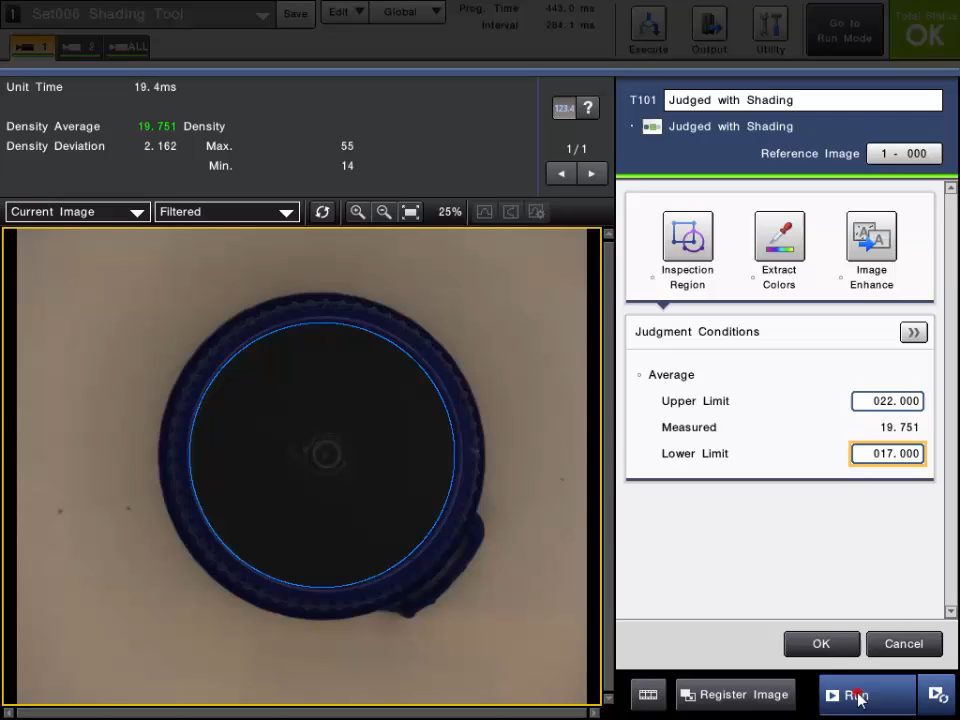 1 Set006 Shading Tool Save Edit Global Prog. Time 443.0 ms
Interval 284.1 ms
Execute Output Utility
Go to Run Mode
Total Status
OK
1 2 ALL
Unit Time 19.4ms
Density Average 19.751 Density
Density Deviation 2.162 Max. 55
Min. 14
123.4 ?
1/1
T101 Judged with Shading
Judged with Shading
Reference Image 1 - 000
Current Image Filtered 25%
Inspection Region
Extract Colors
Image Enhance
Judgment Conditions
Average
Upper Limit 022.000
Measured 19.751
Lower Limit 017.000
OK Cancel
Register Image Run